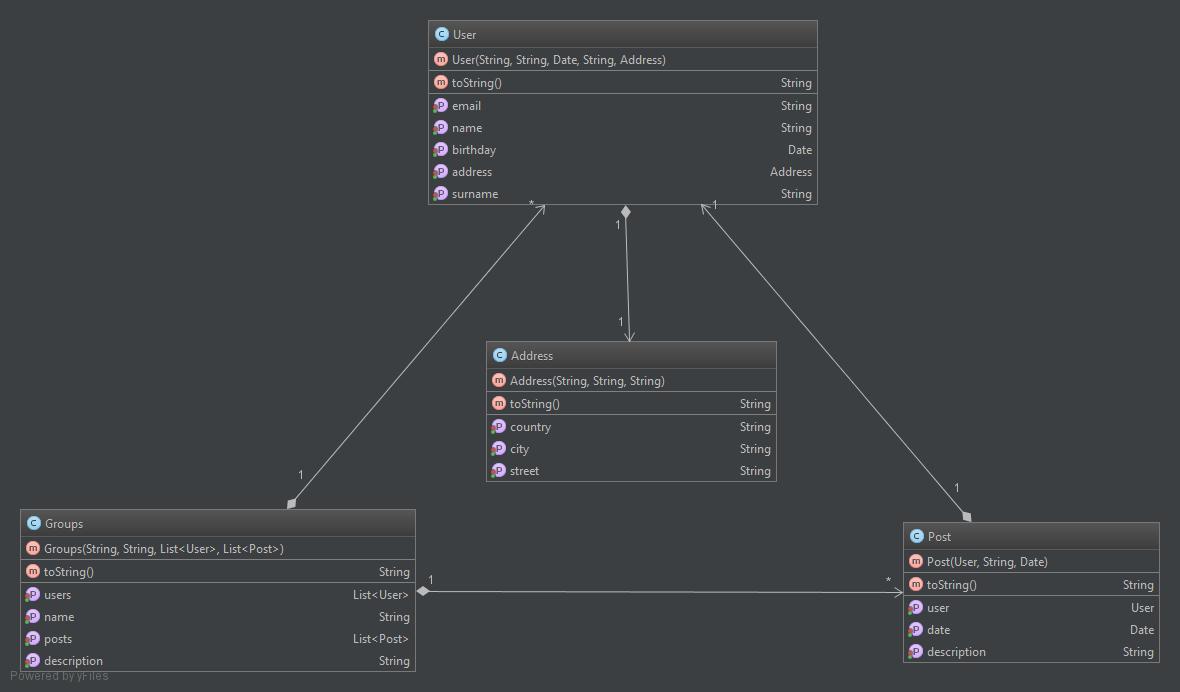 C User
m User(String, String, Date, String, Address)
m toString() String
P email String
P name String
P birthday Date
P address Address
P surname String
* 1
1
1
C Address
m Address(String, String, String)
m toString() String
P country String
P city String
P street String
1
1
C Groups
m Groups(String, String, List<User>, List<Post>)
m toString() String
P users List<User>
P name String
P posts List<Post>
P description String
1 *
C Post
m Post(User, String, Date)
m toString() String
P user User
P date Date
P description String
Powered by yFiles